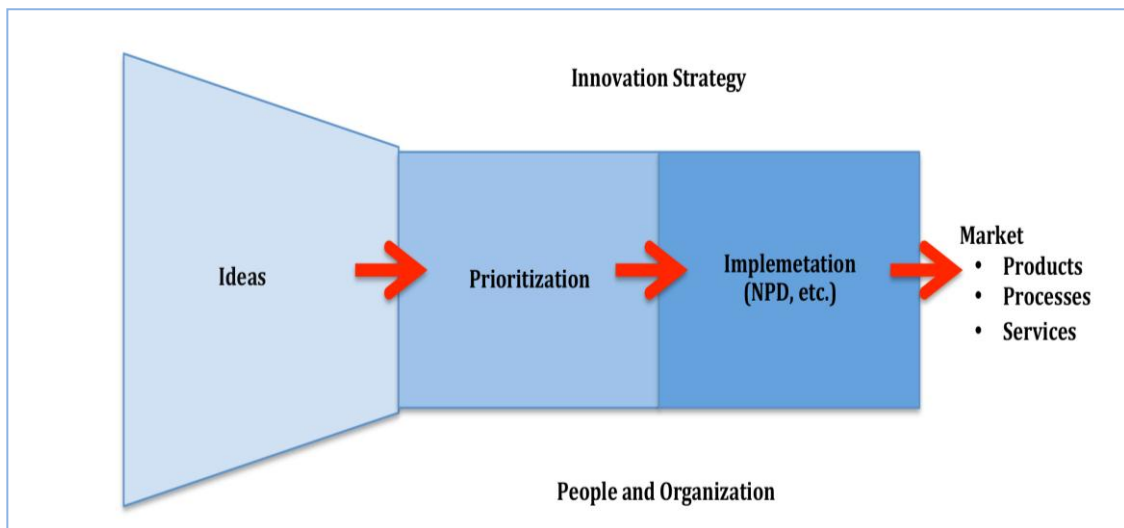 Innovation Strategy
Ideas
Prioritization
Implemetation
(NPD, etc.)
Market
• Products
• Processes
• Services
People and Organization